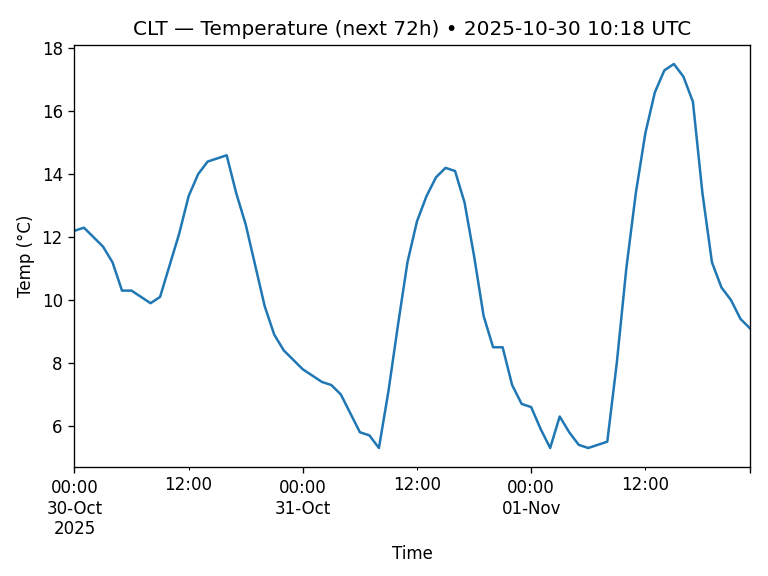 CLT — Temperature (next 72h) • 2025-10-30 10:18 UTC
18
16
14
12
10
8
6
Temp (°C)
00:00 12:00 00:00 12:00 00:00 12:00
30-Oct 31-Oct 01-Nov
2025
Time